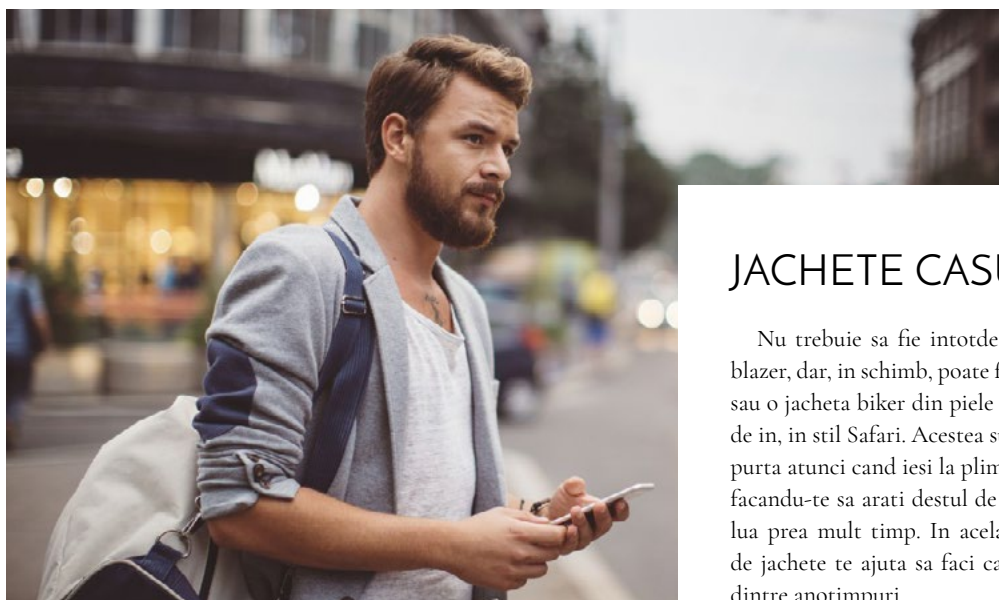 JACHETE CASU
Nu trebuie sa fie intotde
blazer, dar, in schimb, poate f
sau o jacheta biker din piele
de in, in stil Safari. Acestea s
purta atunci cand iesi la plim
facandu-te sa arati destul de
lua prea mult timp. In acela
de jachete te ajuta sa faci ca
dintre anotimpuri